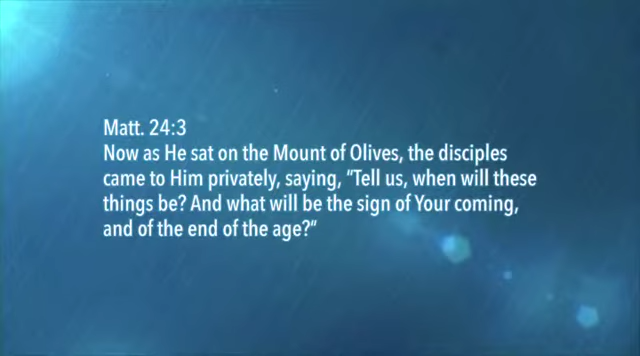 Matt. 24:3
Now as He sat on the Mount of Olives, the disciples
came to Him privately, saying, “Tell us, when will these
things be? And what will be the sign of Your coming,
and of the end of the age?“